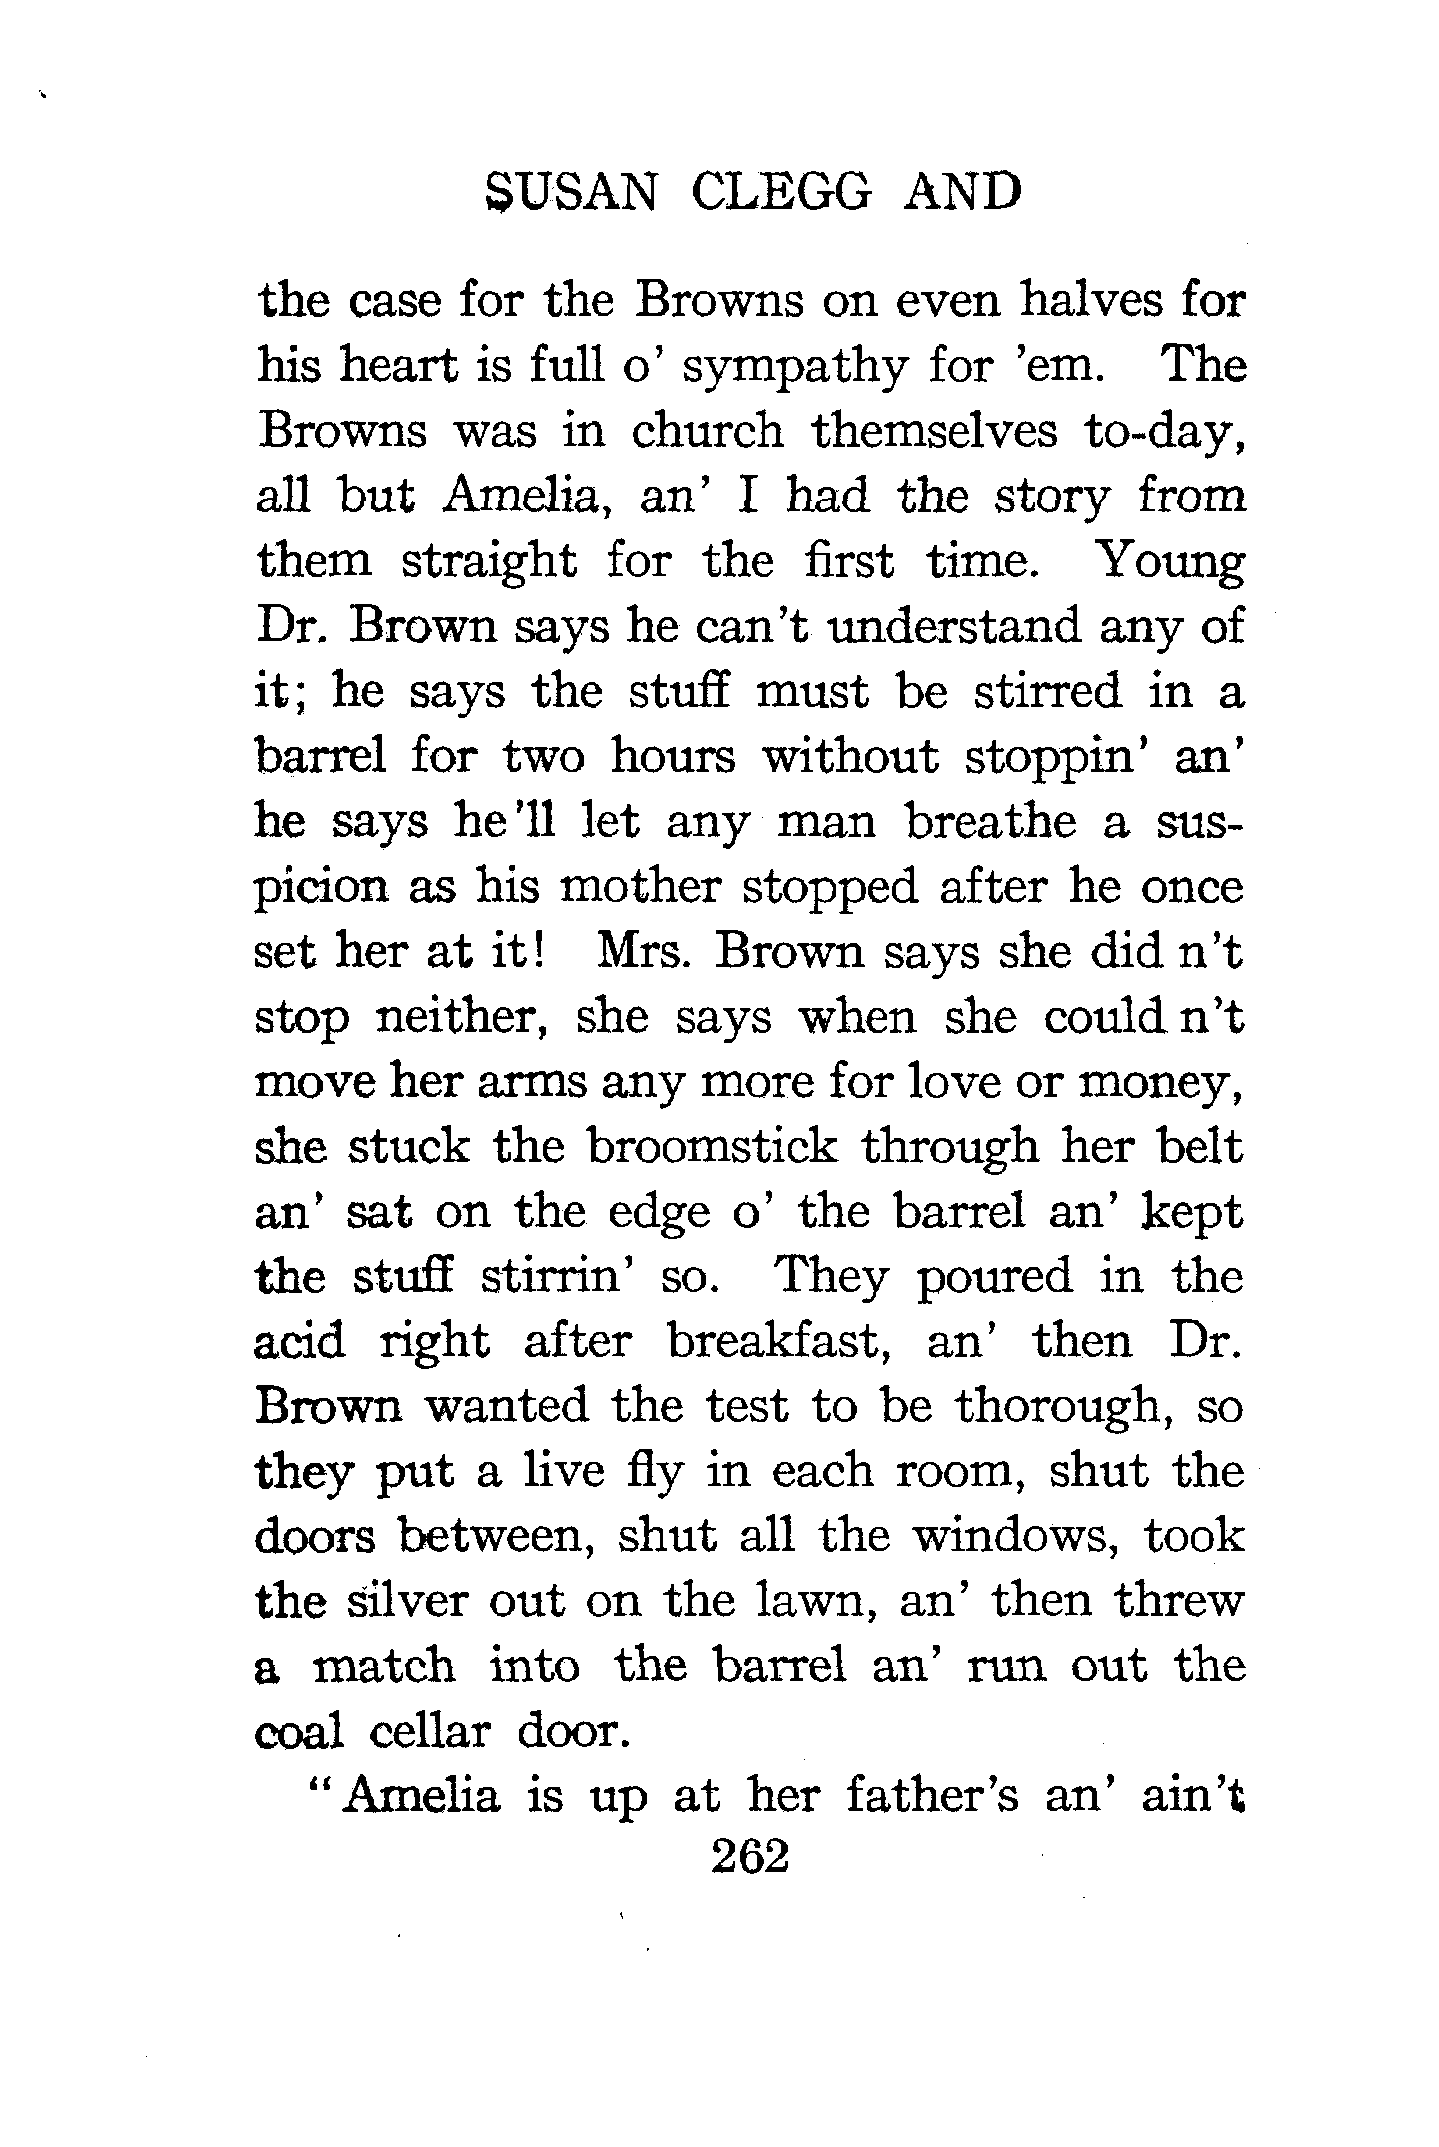 SUSAN CLEGG AND
the case for the Browns on even halves for
his heart is full o' sympathy for 'em. The
Browns was in church themselves to-day,
all but Amelia, an' I had the story from
them straight for the first time. Young
Dr. Brown says he can't understand any of
it; he says the stuff must be stirred in a
barrel for two hours without stoppin' an'
he says he'll let any man breathe a sus-
picion as his mother stopped after he once
set her at it! Mrs. Brown says she did n't
stop neither, she says when she could n't
move her arms any more for love or money,
she stuck the broomstick through her belt
an' sat on the edge o' the barrel an' kept
the stuff stirrin' so. They poured in the
acid right after breakfast, an' then Dr.
Brown wanted the test to be thorough, so
they put a live fly in each room, shut the
doors between, shut all the windows, took
the silver out on the lawn, an' then threw
a match into the barrel an' run out the
coal cellar door.
"Amelia is up at her father's an' ain't
262